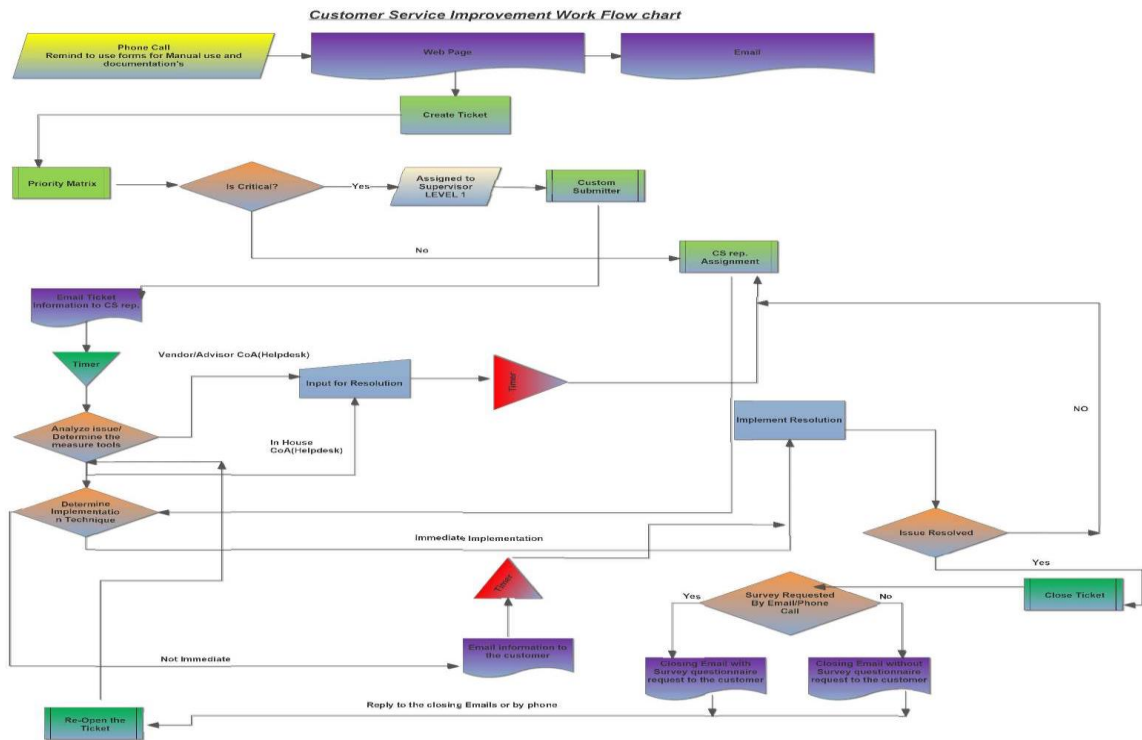 Customer Service Improvement Work Flow chart
Phone Call
Remind to use forms for Manual use and
documentation's
Web Page
Email
Create Ticket
Priority Matrix
Is Critical?
Yes
Assigned to
Supervisor
LEVEL 1
Custom
Submitter
No
CS rep.
Assignment
Email Ticket
Information to CS rep.
Timer
Vendor/Advisor CoA(Helpdesk)
Input for Resolution
Timer
NO
Analyze issue/
Determine the
measure tools
In House
CoA(Helpdesk)
Implement Resolution
Determine
Implementatio
n Technique
Immediate Implementation
Issue Resolved
Yes
Timer
Survey Requested
By Email/Phone
Call
Yes
No
Close Ticket
Not Immediate
Email information to
the customer
Closing Email with
Survey questionnaire
request to the customer
Closing Email without
Survey questionnaire
request to the customer
Reply to the closing Emails or by phone
Re-Open the
Ticket